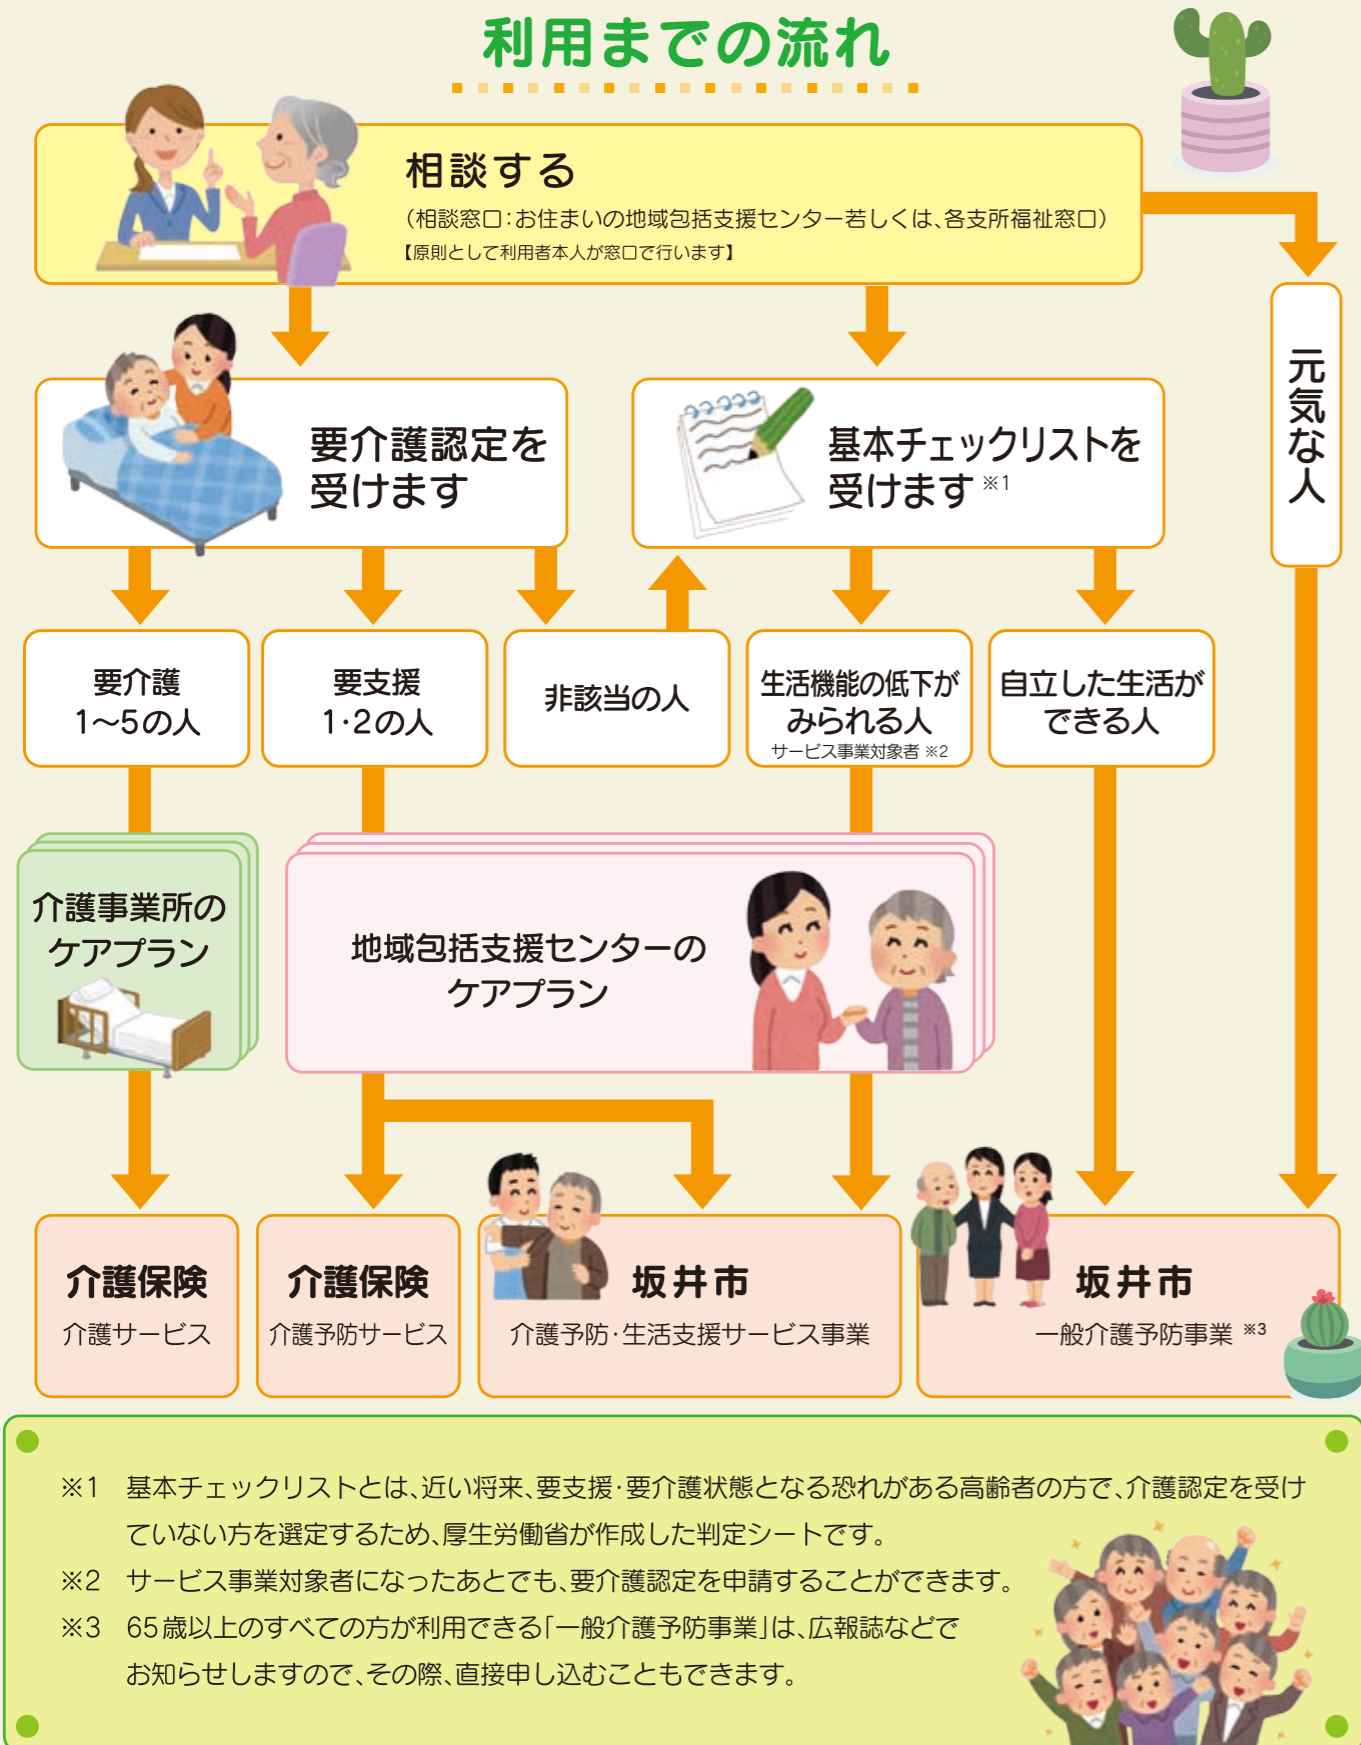 利用までの流れ
相談する
(相談窓口:お住まいの地域包括支援センター若しくは、各支所福祉窓口)
【原則として利用者本人が窓口で行います】
元気な人
要介護認定を
受けます
基本チェックリストを
受けます ※1
要介護
1〜5の人
要支援
1・2の人
非該当の人
生活機能の低下が
みられる人
サービス事業対象者 ※2
自立した生活が
できる人
介護事業所の
ケアプラン
地域包括支援センターの
ケアプラン
介護保険
介護サービス
介護保険
介護予防サービス
坂井市
介護予防・生活支援サービス事業
坂井市
一般介護予防事業 ※3
※1 基本チェックリストとは、近い将来、要支援・要介護状態となる恐れがある高齢者の方で、介護認定を受け
ていない方を選定するため、厚生労働省が作成した判定シートです。
※2 サービス事業対象者になったあとでも、要介護認定を申請することができます。
※3 65歳以上のすべての方が利用できる「一般介護予防事業」は、広報誌などで
お知らせしますので、その際、直接申し込むこともできます。